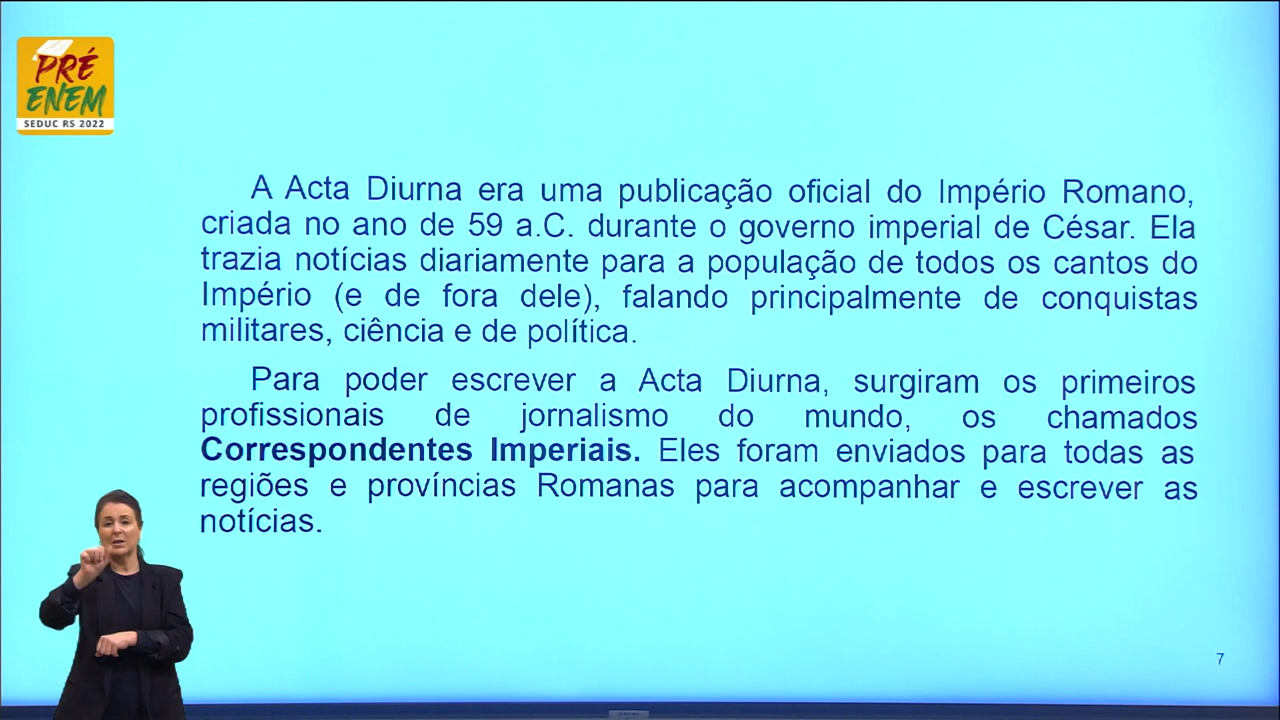 PRÉ
ENEM
SEDUC RS 2022
A Acta Diurna era uma publicação oficial do Império Romano,
criada no ano de 59 a.C. durante o governo imperial de César. Ela
trazia notícias diariamente para a população de todos os cantos do
Império (e de fora dele), falando principalmente de conquistas
militares, ciência e de política.
Para poder escrever a Acta Diurna, surgiram os primeiros
profissionais de jornalismo do mundo, os chamados
Correspondentes Imperiais. Eles foram enviados para todas as
regiões e províncias Romanas para acompanhar e escrever as
notícias.
7